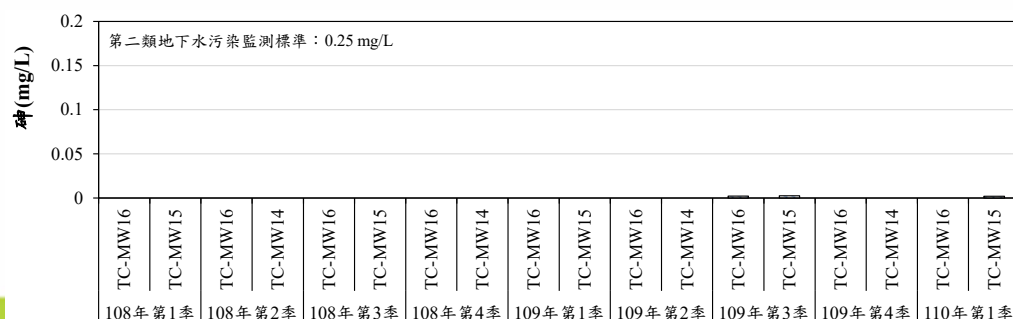 砷(mg/L)
0.2
第二類地下水污染監測標準：0.25 mg/L
0.15
0.1
0.05
0
TC-MW16
TC-MW15
TC-MW16
TC-MW14
TC-MW16
TC-MW15
TC-MW16
TC-MW14
TC-MW16
TC-MW15
TC-MW16
TC-MW14
TC-MW16
TC-MW15
TC-MW16
TC-MW14
TC-MW16
TC-MW15
108年第1季
108年第2季
108年第3季
108年第4季
109年第1季
109年第2季
109年第3季
109年第4季
110年第1季